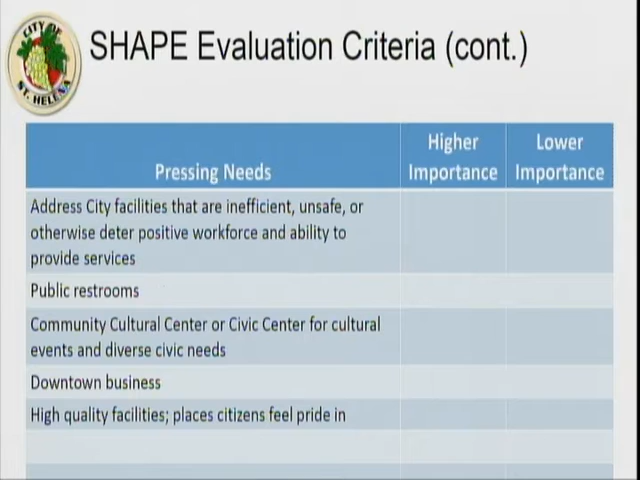 CITY OF
ST. HELENA
SHAPE Evaluation Criteria (cont.)
Higher
Lower
Pressing Needs
Importance
Importance
Address City facilities that are inefficient, unsafe, or
otherwise deter positive workforce and ability to
provide services
Public restrooms
Community Cultural Center or Civic Center for cultural
events and diverse civic needs
Downtown business
High quality facilities; places citizens feel pride in